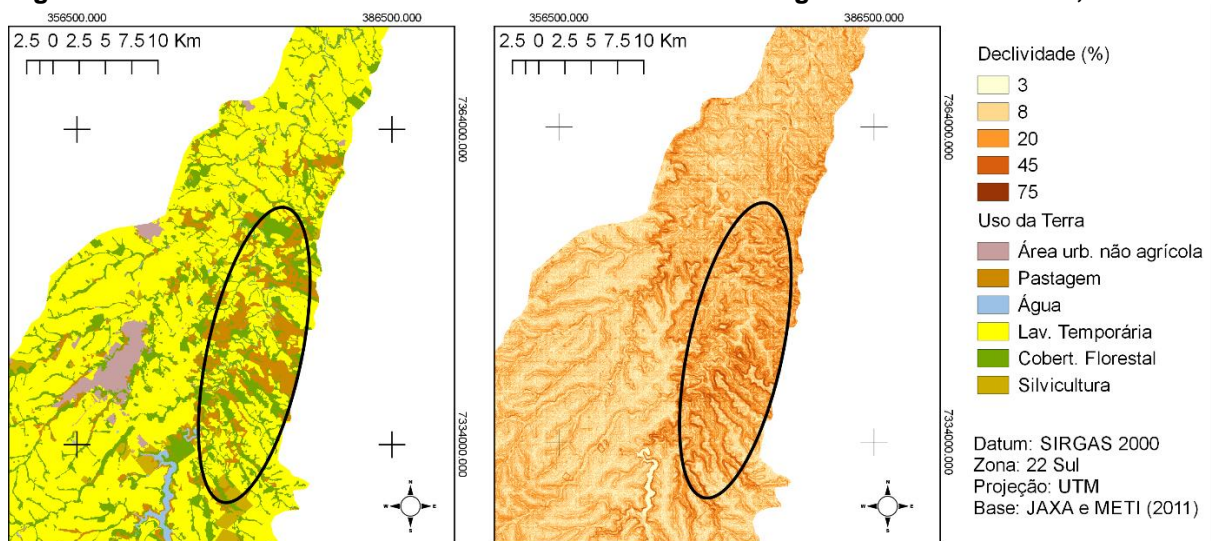 356500.000 386500.000
2.5 0 2.5 5 7.5 10 Km
7364000.000
7334000.000
356500.000 386500.000
2.5 0 2.5 5 7.5 10 Km
7364000.000
7334000.000
N
W E
S
N
W E
S
Declividade (%)
3
8
20
45
75
Uso da Terra
Área urb. não agrícola
Pastagem
Água
Lav. Temporária
Cobert. Florestal
Silvicultura
Datum: SIRGAS 2000
Zona: 22 Sul
Projeção: UTM
Base: JAXA e METI (2011)